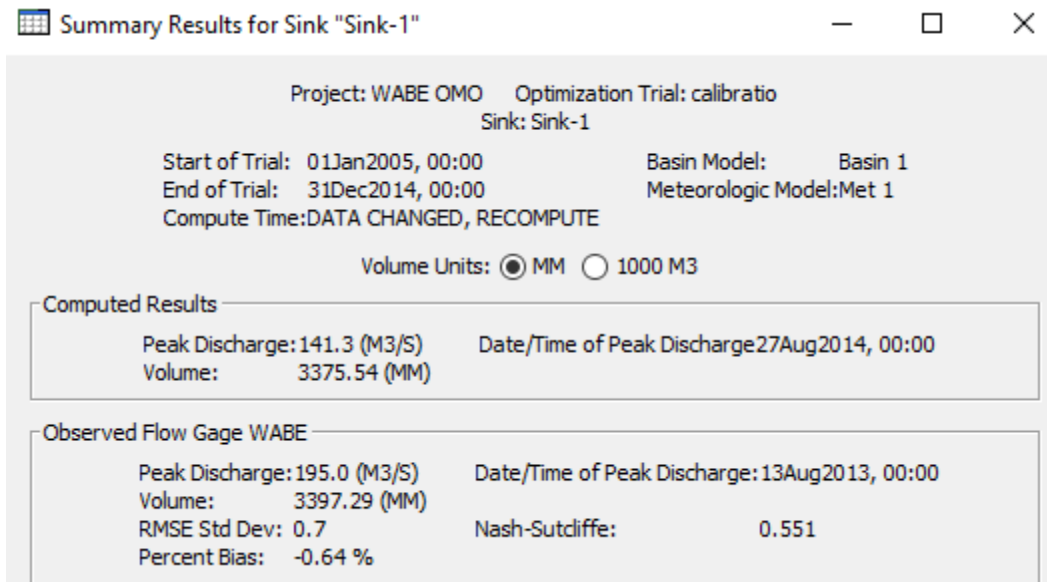 Summary Results for Sink "Sink-1"
Project: WABE OMO Optimization Trial: calibratio
Sink: Sink-1
Start of Trial: 01Jan2005, 00:00 Basin Model: Basin 1
End of Trial: 31Dec2014, 00:00 Meteorologic Model:Met 1
Compute Time:DATA CHANGED, RECOMPUTE
Volume Units: MM 1000 M3
Computed Results
Peak Discharge:141.3 (M3/S) Date/Time of Peak Discharge27Aug2014, 00:00
Volume: 3375.54 (MM)
Observed Flow Gage WABE
Peak Discharge:195.0 (M3/S) Date/Time of Peak Discharge:13Aug2013, 00:00
Volume: 3397.29 (MM)
RMSE Std Dev: 0.7 Nash-Sutcliffe: 0.551
Percent Bias: -0.64 %